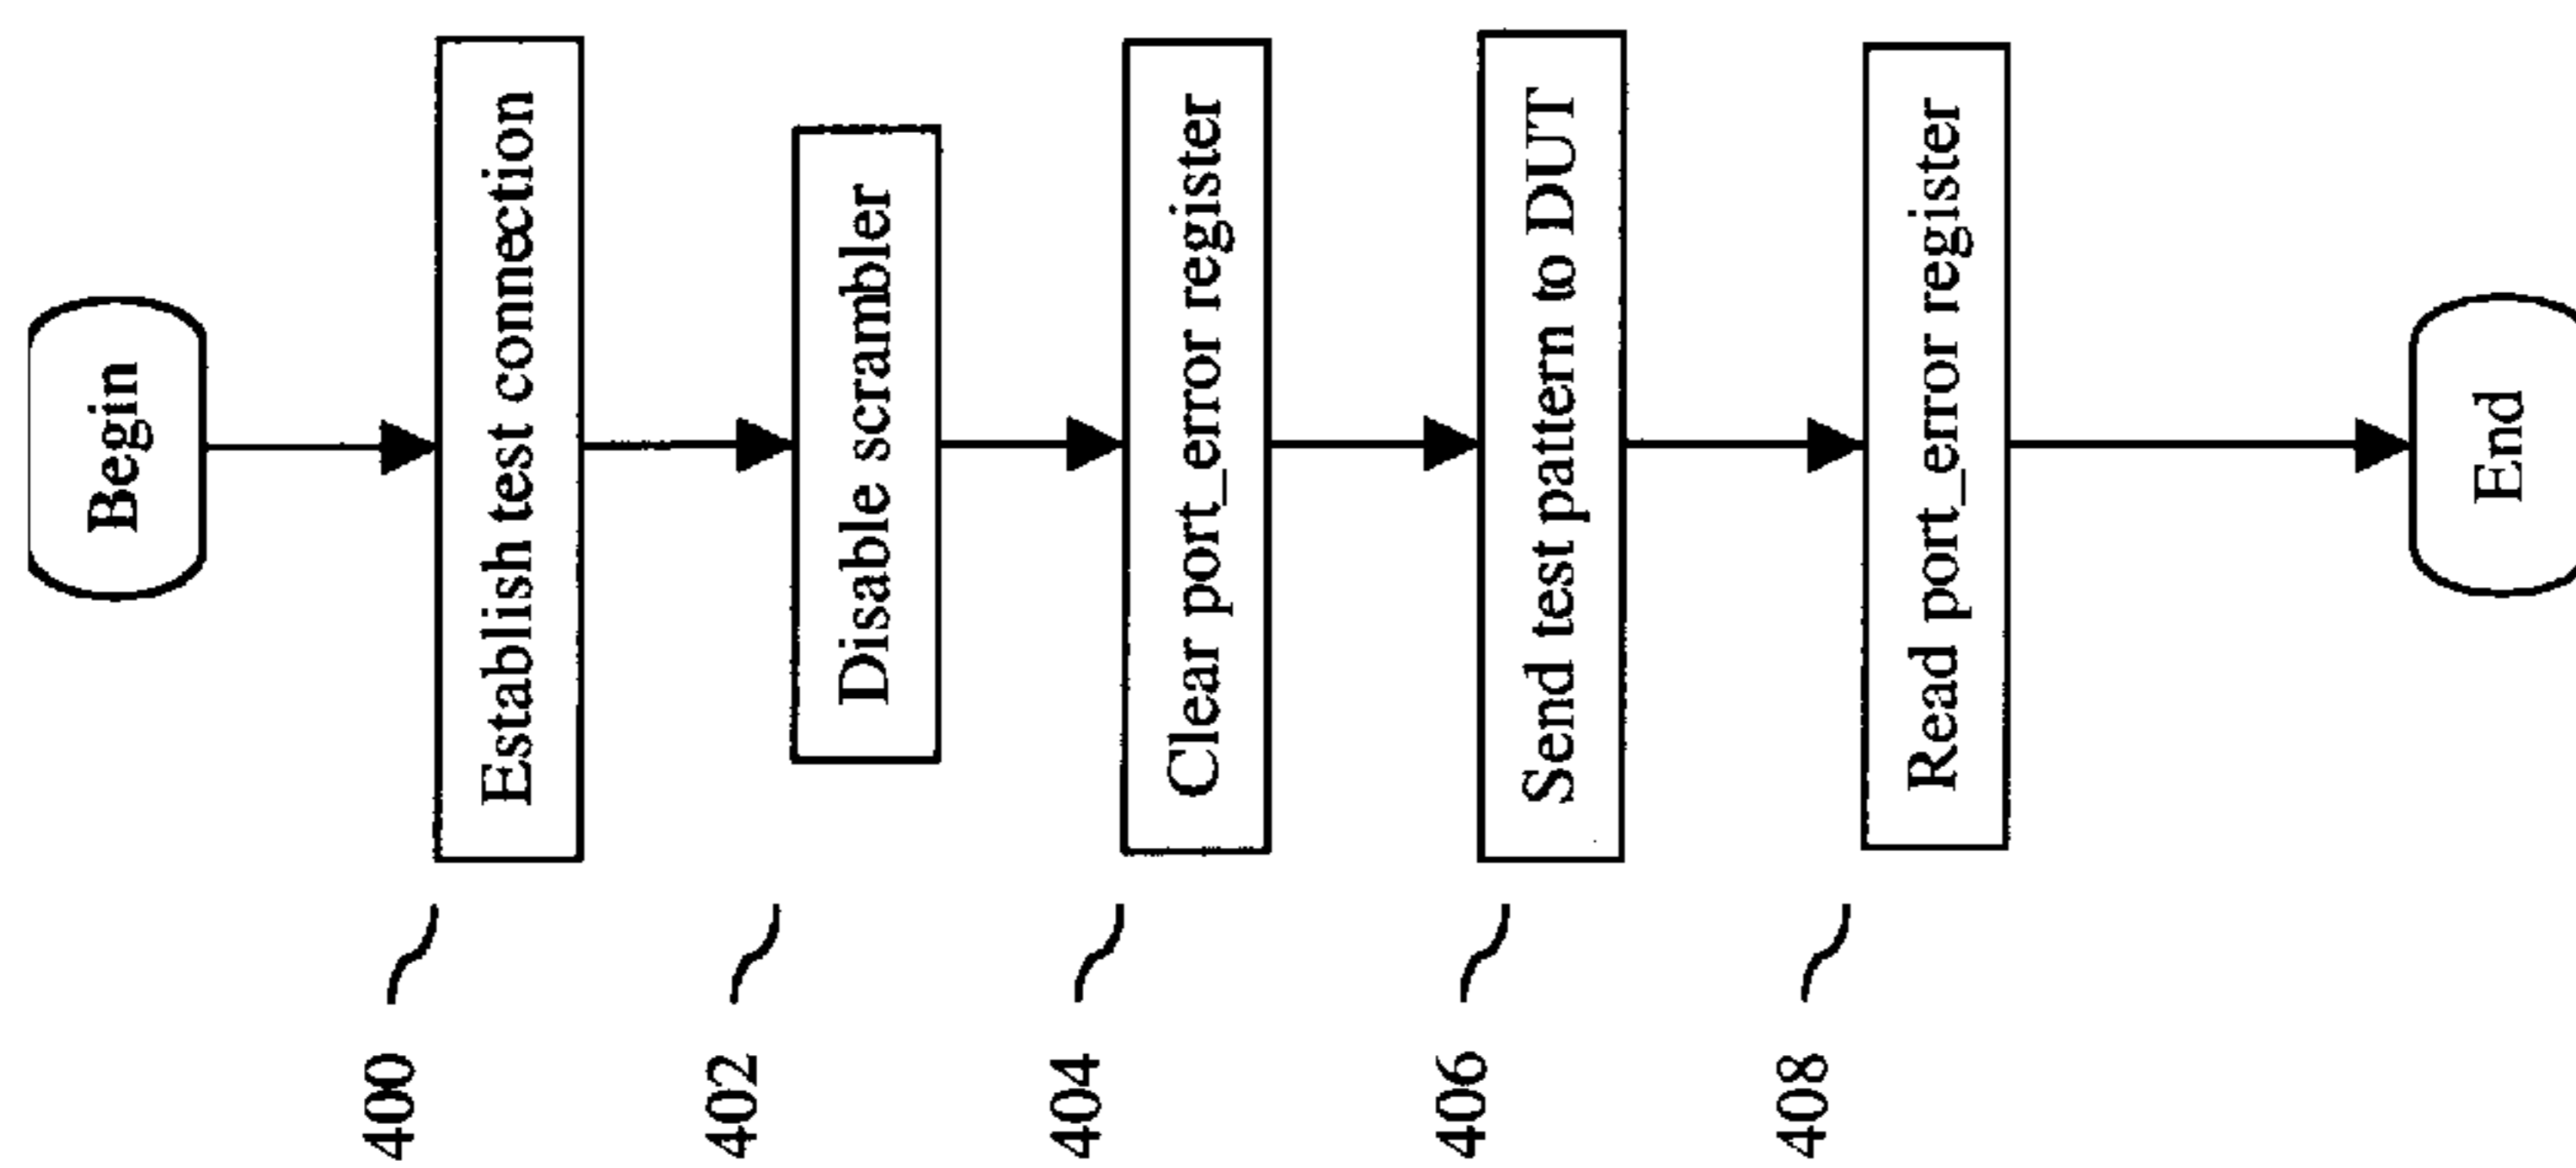 Begin
400
Establish test connection
402
Disable scrambler
404
Clear port_error register
406
Send test pattern to DUT
408
Read port_error register
End